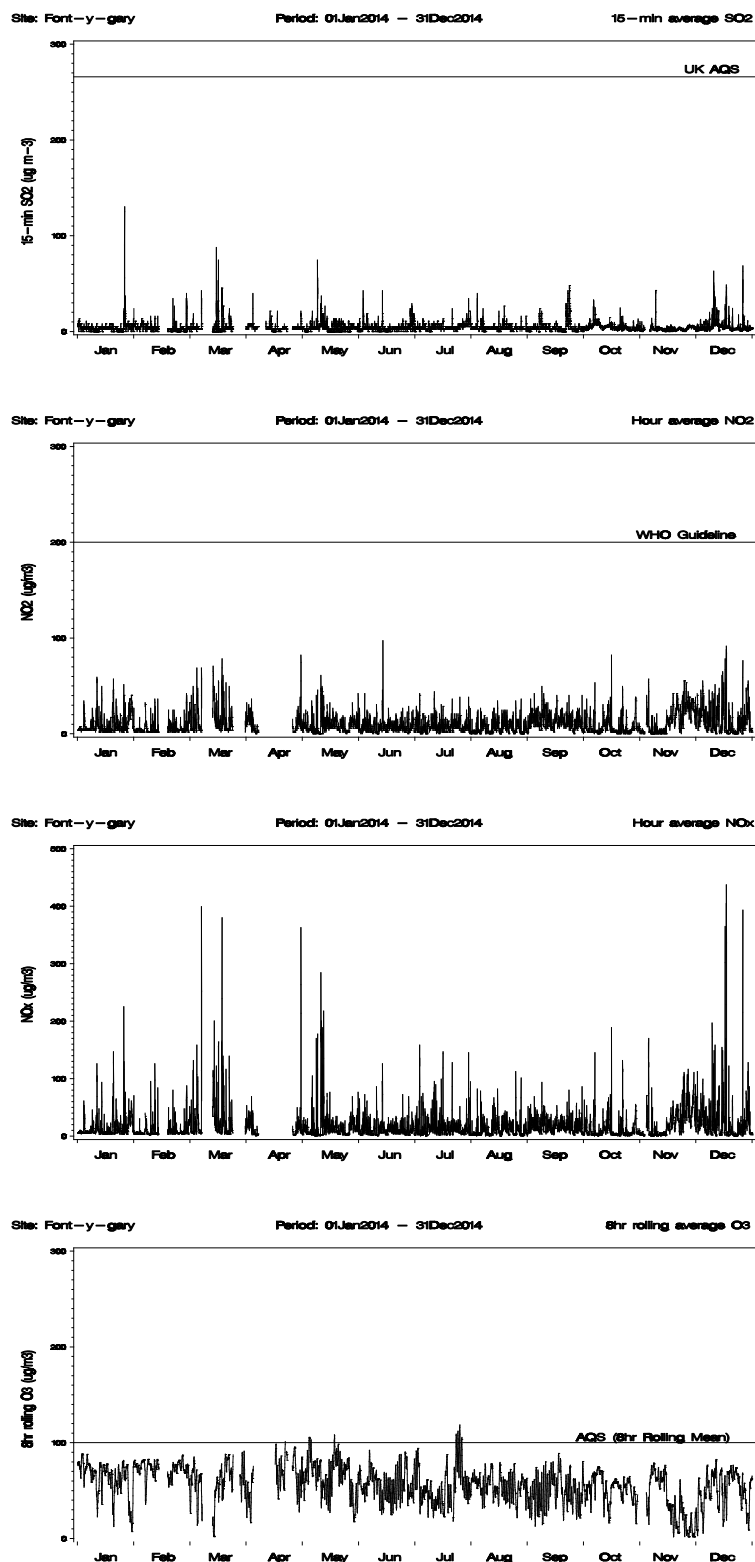 Site: Font-y-gary Period: 01Jan2014 - 31Dec2014 15-min average SO2
300
UK AQS
200
15-min SO2 (ug m-3)
100
0
Jan Feb Mar Apr May Jun Jul Aug Sep Oct Nov Dec
Site: Font-y-gary Period: 01Jan2014 - 31Dec2014 Hour average NO2
300
WHO Guideline
200
NO2 (ug/m3)
100
0
Jan Feb Mar Apr May Jun Jul Aug Sep Oct Nov Dec
Site: Font-y-gary Period: 01Jan2014 - 31Dec2014 Hour average NOx
500
400
300
NOx (ug/m3)
200
100
0
Jan Feb Mar Apr May Jun Jul Aug Sep Oct Nov Dec
Site: Font-y-gary Period: 01Jan2014 - 31Dec2014 8hr rolling average O3
300
200
8hr rolling O3 (ug/m3)
100
AQS (8hr Rolling Mean)
0
Jan Feb Mar Apr May Jun Jul Aug Sep Oct Nov Dec